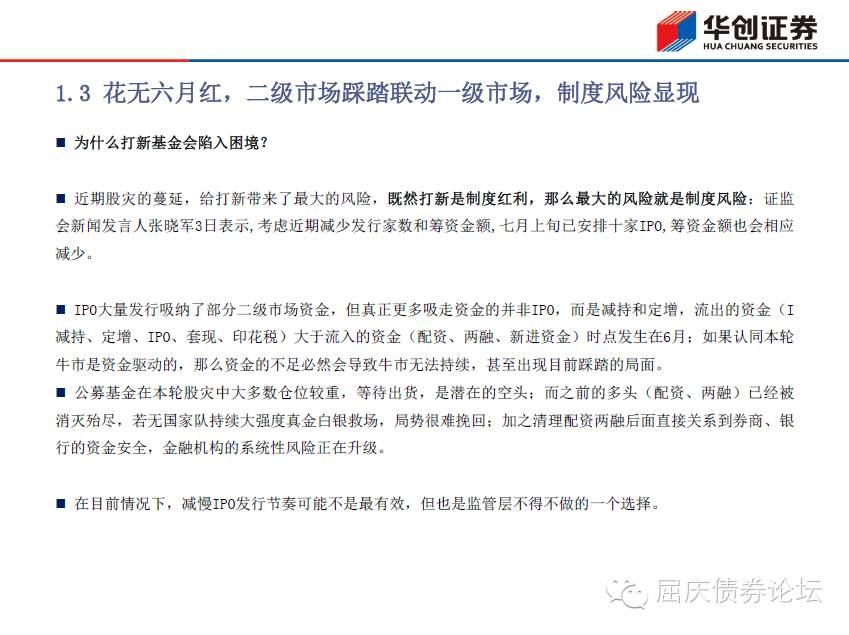 华创证券
HUA CHUANG SECURITIES
1.3 花无六月红，二级市场踩踏联动一级市场，制度风险显现
■ 为什么打新基金会陷入困境？
■ 近期股灾的蔓延，给打新带来了最大的风险，既然打新是制度红利，那么最大的风险就是制度风险：证监
会新闻发言人张晓军3日表示,考虑近期减少发行家数和筹资金额,七月上旬已安排十家IPO,筹资金额也会相应
减少。
■ IPO大量发行吸纳了部分二级市场资金，但真正更多吸走资金的并非IPO，而是减持和定增，流出的资金（I
减持、定增、IPO、套现、印花税）大于流入的资金（配资、两融、新进资金）时点发生在6月；如果认同本轮
牛市是资金驱动的，那么资金的不足必然会导致牛市无法持续，甚至出现目前踩踏的局面。
■ 公募基金在本轮股灾中大多数仓位较重，等待出货，是潜在的空头；而之前的多头（配资、两融）已经被
消灭殆尽，若无国家队持续大强度真金白银救场，局势很难挽回；加之清理配资两融后面直接关系到券商、银
行的资金安全，金融机构的系统性风险正在升级。
■ 在目前情况下，减慢IPO发行节奏可能不是最有效，但也是监管层不得不做的一个选择。
屈庆债券论坛